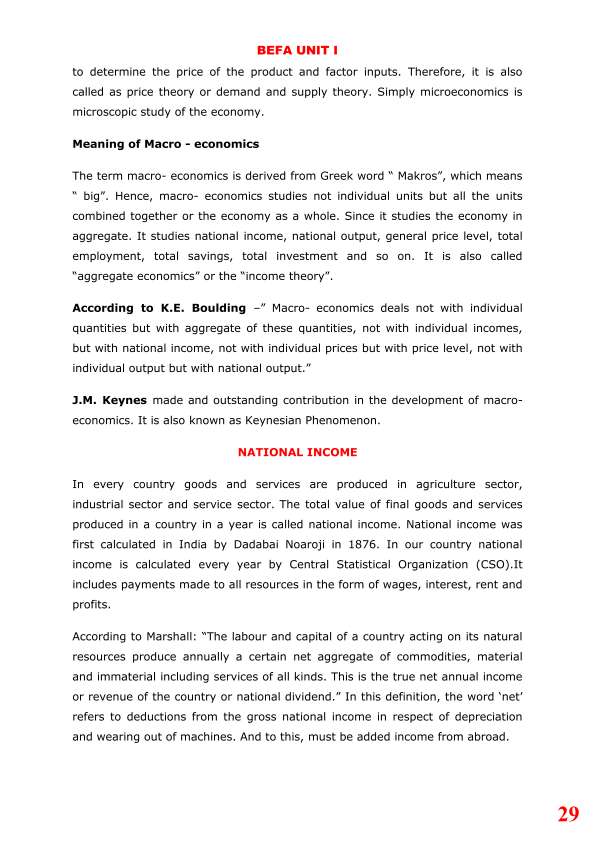 BEFA UNIT I
to determine the price of the product and factor inputs. Therefore, it is also
called as price theory or demand and supply theory. Simply microeconomics is
microscopic study of the economy.
Meaning of Macro - economics
The term macro- economics is derived from Greek word “ Makros”, which means
“ big”. Hence, macro- economics studies not individual units but all the units
combined together or the economy as a whole. Since it studies the economy in
aggregate. It studies national income, national output, general price level, total
employment, total savings, total investment and so on. It is also called
“aggregate economics” or the “income theory”.
According to K.E. Boulding –” Macro- economics deals not with individual
quantities but with aggregate of these quantities, not with individual incomes,
but with national income, not with individual prices but with price level, not with
individual output but with national output.”
J.M. Keynes made and outstanding contribution in the development of macro-
economics. It is also known as Keynesian Phenomenon.
NATIONAL INCOME
In every country goods and services are produced in agriculture sector,
industrial sector and service sector. The total value of final goods and services
produced in a country in a year is called national income. National income was
first calculated in India by Dadabai Noaroji in 1876. In our country national
income is calculated every year by Central Statistical Organization (CSO).It
includes payments made to all resources in the form of wages, interest, rent and
profits.
According to Marshall: “The labour and capital of a country acting on its natural
resources produce annually a certain net aggregate of commodities, material
and immaterial including services of all kinds. This is the true net annual income
or revenue of the country or national dividend.” In this definition, the word ‘net’
refers to deductions from the gross national income in respect of depreciation
and wearing out of machines. And to this, must be added income from abroad.
29